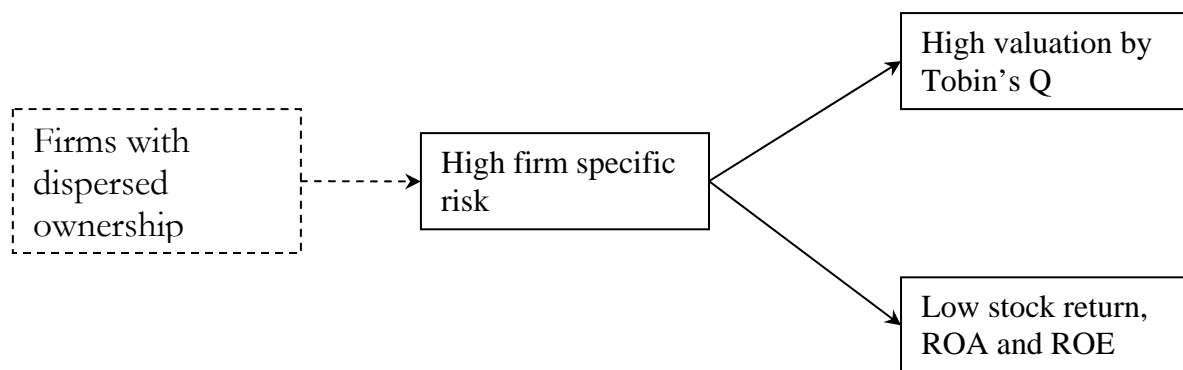 Firms with
dispersed
ownership
High firm specific
risk
High valuation by
Tobin’s Q
Low stock return,
ROA and ROE